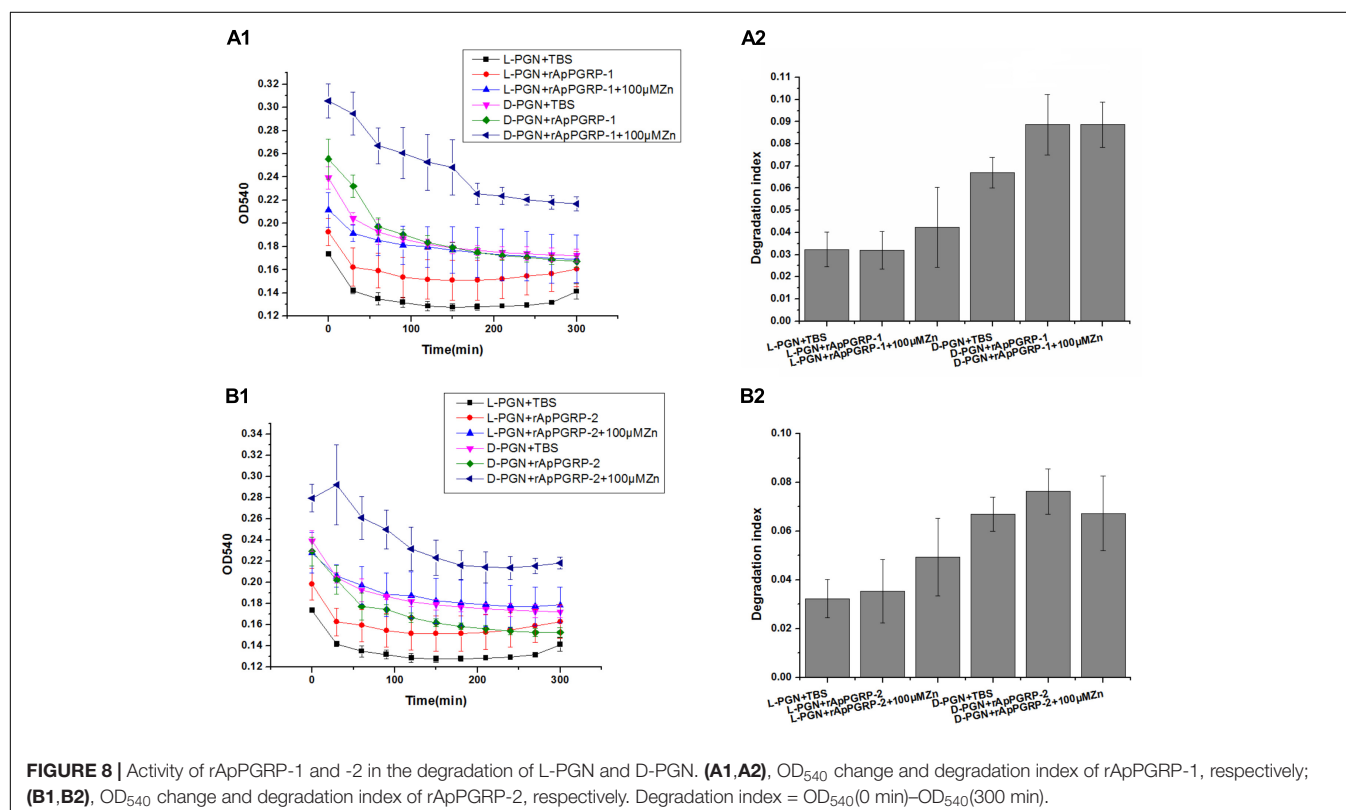 A1
L-PGN+TBS
L-PGN+rApPGRP-1
L-PGN+rApPGRP-1+100µMZn
D-PGN+TBS
D-PGN+rApPGRP-1
D-PGN+rApPGRP-1+100µMZn
OD540
0.32
0.30
0.28
0.26
0.24
0.22
0.20
0.18
0.16
0.14
0.12
0
100
200
300
Time(min)
A2
Degradation index
0.11
0.10
0.09
0.08
0.07
0.06
0.05
0.04
0.03
0.02
0.01
0.00
L-PGN+TBS
L-PGN+rApPGRP-1
L-PGN+rApPGRP-1+100µMZn
D-PGN+TBS
D-PGN+rApPGRP-1
D-PGN+rApPGRP-1+100µMZn
B1
L-PGN+TBS
L-PGN+rApPGRP-2
L-PGN+rApPGRP-2+100µMZn
D-PGN+TBS
D-PGN+rApPGRP-2
D-PGN+rApPGRP-2+100µMZn
OD540
0.34
0.32
0.30
0.28
0.26
0.24
0.22
0.20
0.18
0.16
0.14
0.12
0
100
200
300
Time(min)
B2
Degradation index
0.10
0.08
0.06
0.04
0.02
0.00
L-PGN+TBS
L-PGN+rApPGRP-2
L-PGN+rApPGRP-2+100µMZn
D-PGN+TBS
D-PGN+rApPGRP-2
D-PGN+rApPGRP-2+100µMZn
FIGURE 8 | Activity of rApPGRP-1 and -2 in the degradation of L-PGN and D-PGN. (A1,A2), OD540 change and degradation index of rApPGRP-1, respectively;
(B1,B2), OD540 change and degradation index of rApPGRP-2, respectively. Degradation index = OD540(0 min)–OD540(300 min).